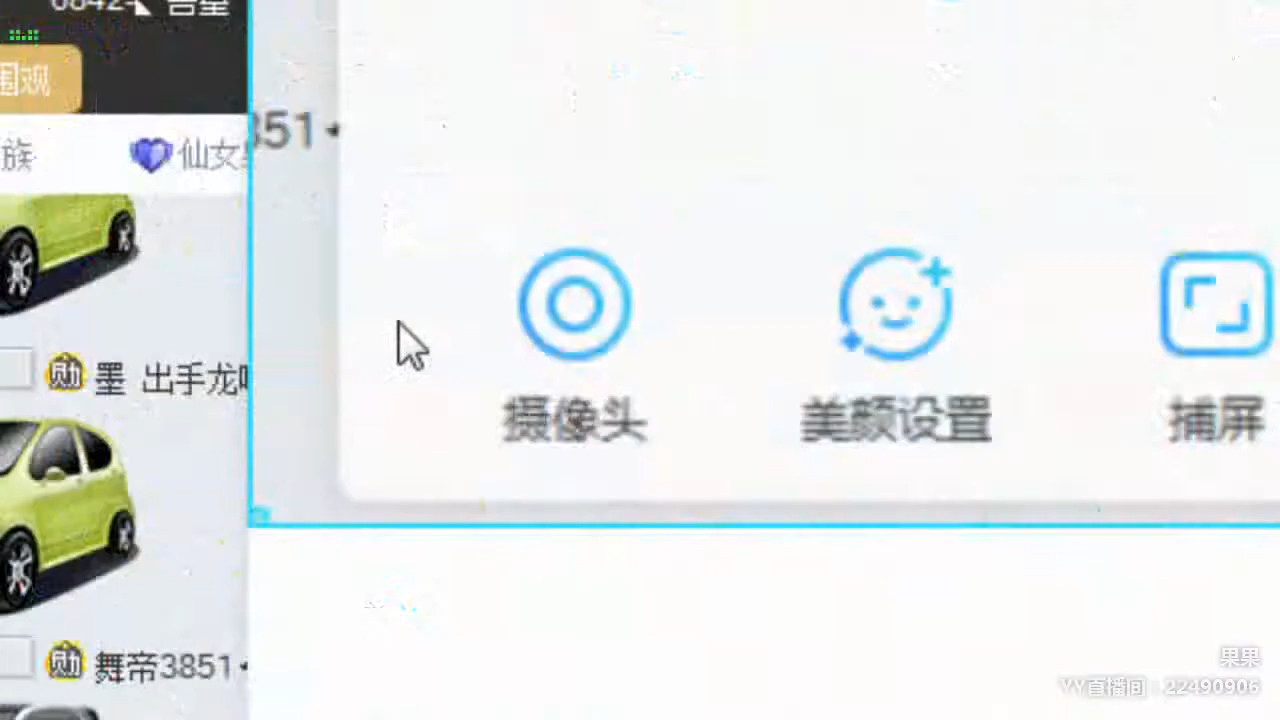 围观
族
仙女
851
墨 出手龙
摄像头
美颜设置
捕屏
勋
舞帝3851
勋
果果
YY直播间：22490906